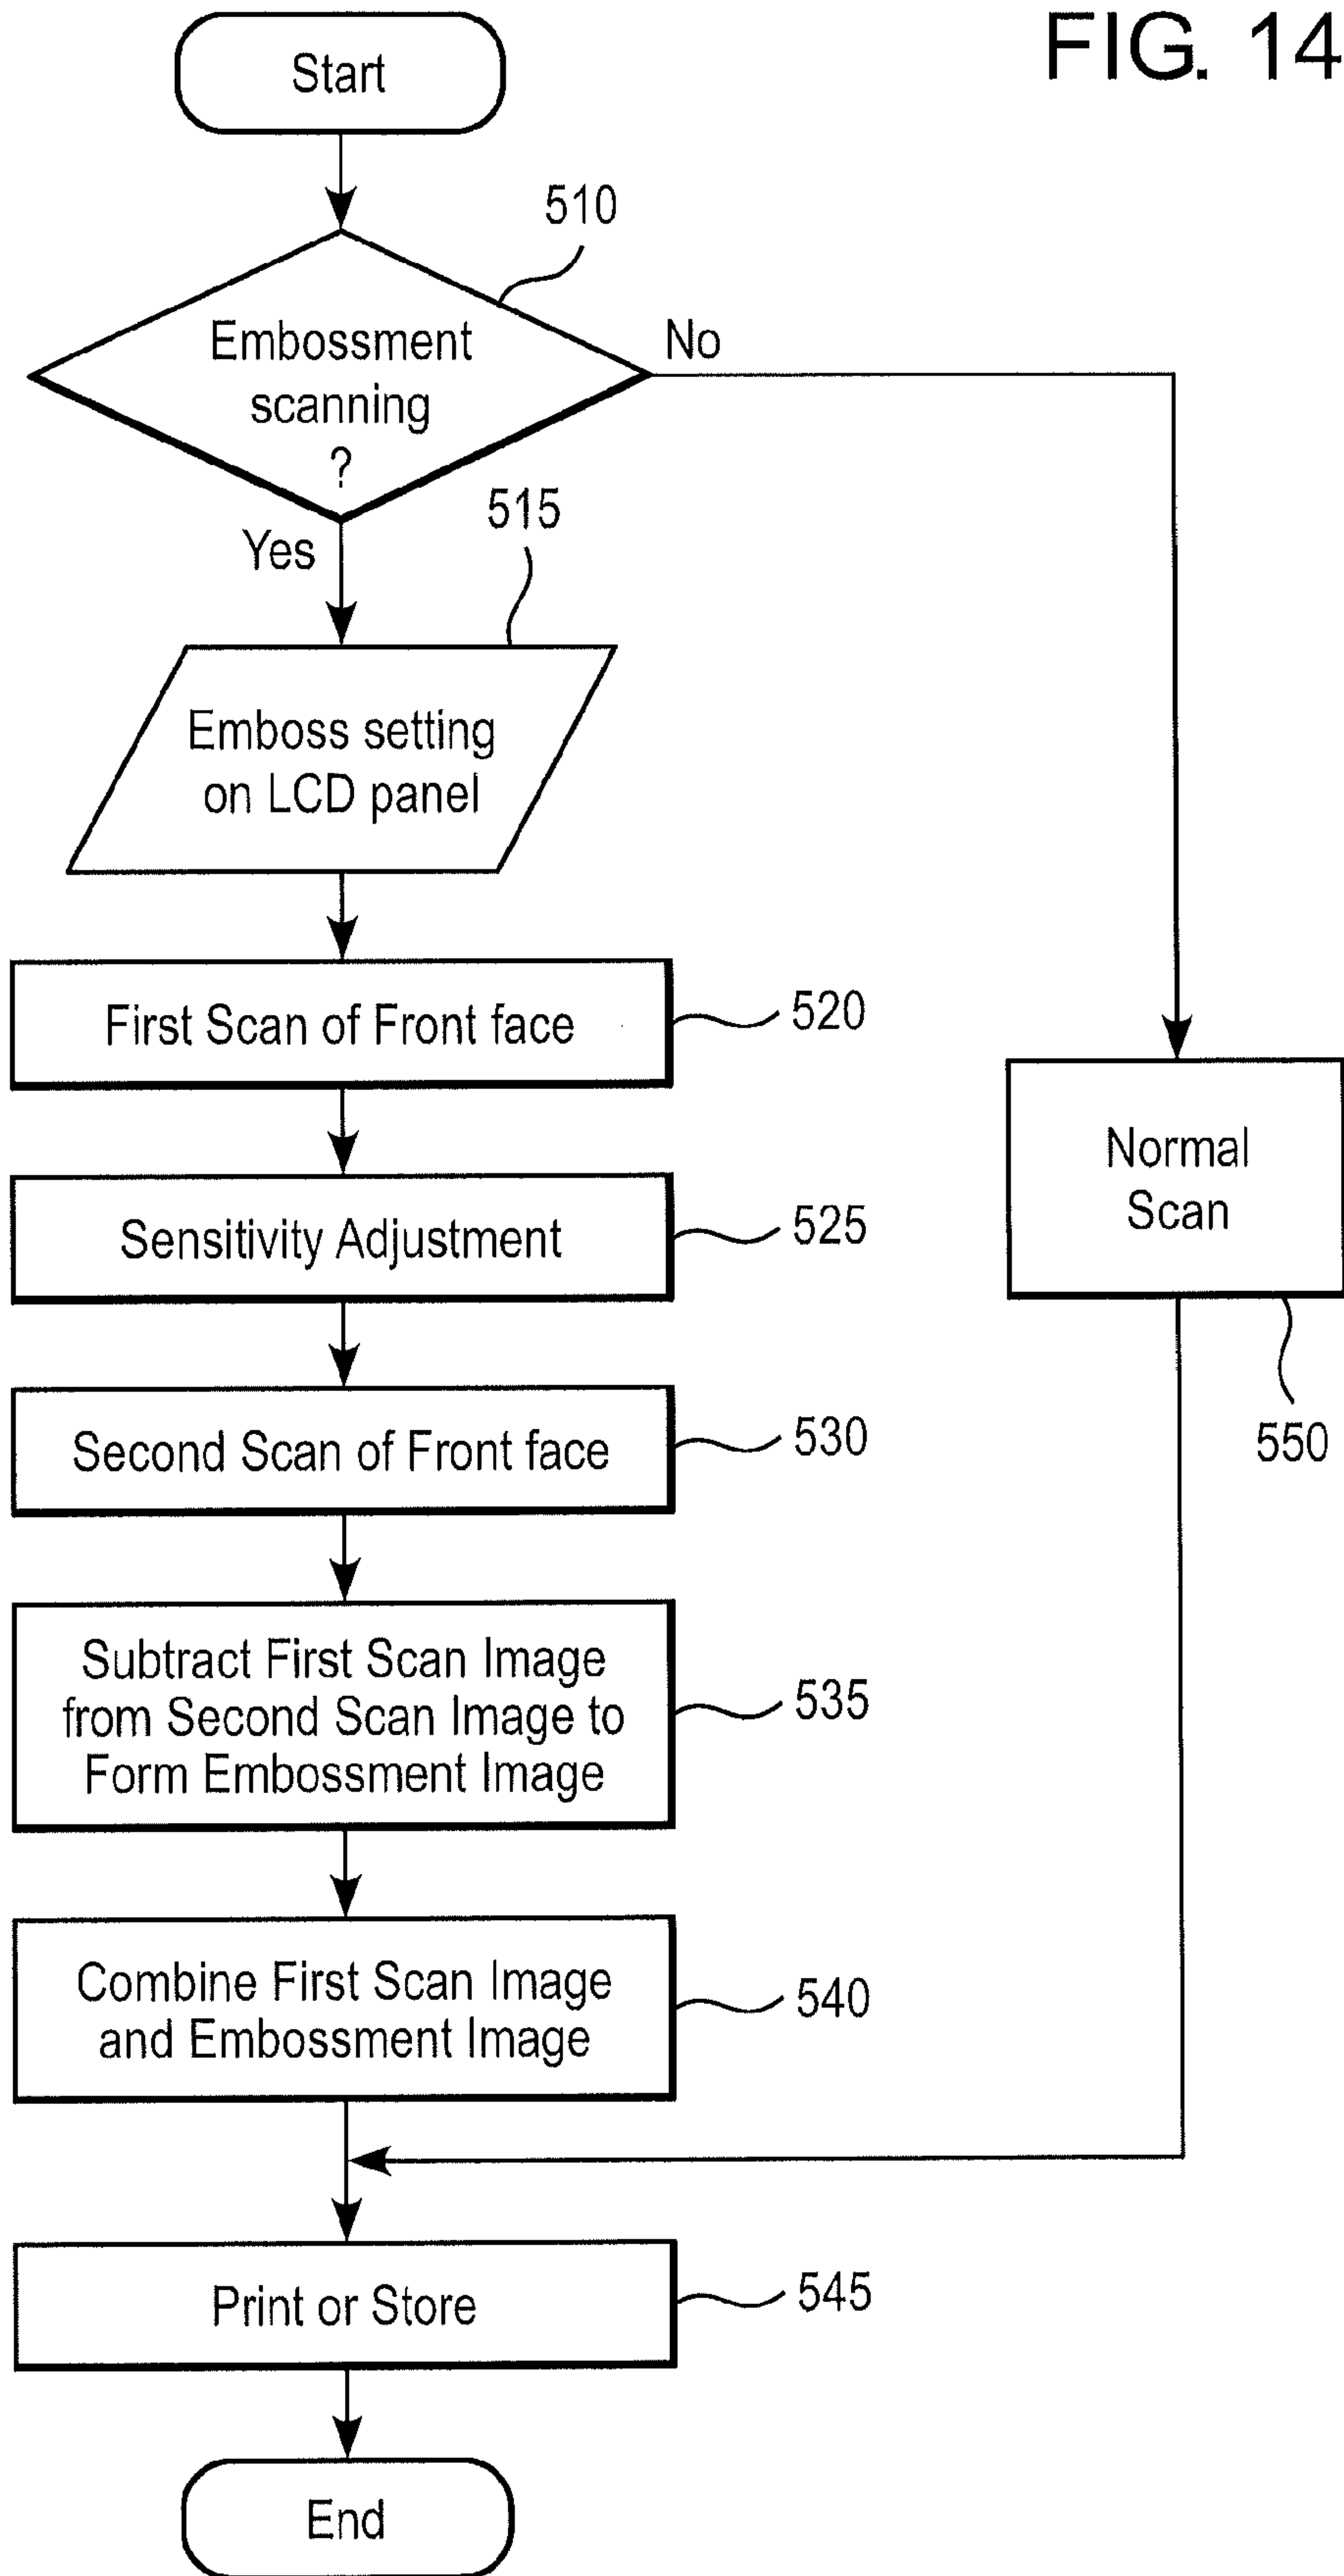 FIG. 14
Start
510
Embossment
scanning
?
No
Yes
515
Emboss setting
on LCD panel
First Scan of Front face
520
Sensitivity Adjustment
525
Normal
Scan
550
Second Scan of Front face
530
Subtract First Scan Image
from Second Scan Image to
Form Embossment Image
535
Combine First Scan Image
and Embossment Image
540
Print or Store
545
End